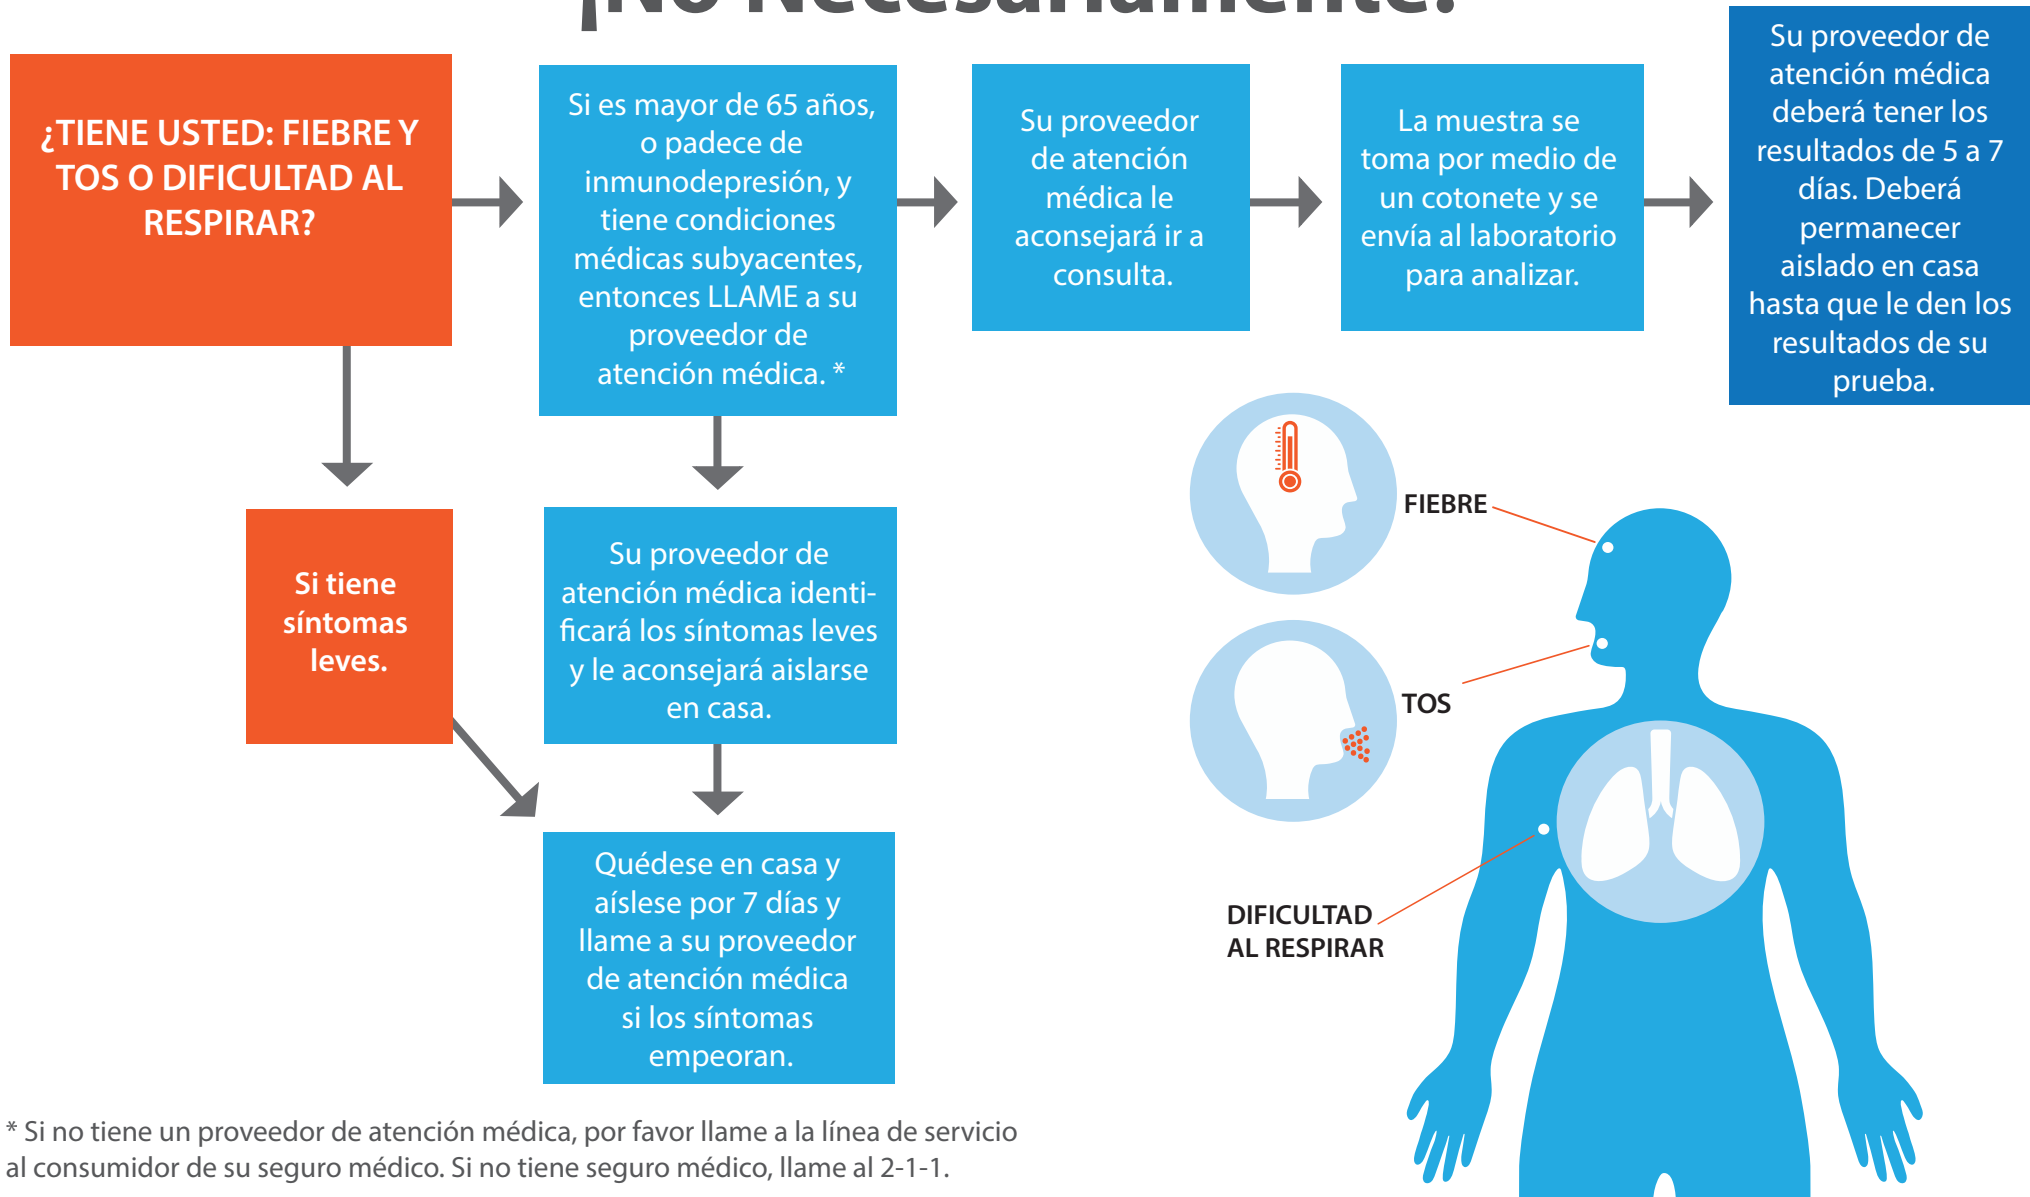 ¡No Necesariamente!
¿TIENE USTED: FIEBRE Y
TOS O DIFICULTAD AL
RESPIRAR?
Si es mayor de 65 años,
o padece de
inmunodepresión, y
tiene condiciones
médicas subyacentes,
entonces LLAME a su
proveedor de
atención médica. *
Su proveedor
de atención
médica le
aconsejará ir a
consulta.
La muestra se
toma por medio de
un cotonete y se
envía al laboratorio
para analizar.
Su proveedor de
atención médica
deberá tener los
resultados de 5 a 7
días. Deberá
permanecer
aislado en casa
hasta que le den los
resultados de su
prueba.
Si tiene
síntomas
leves.
Su proveedor de
atención médica identi-
ficará los síntomas leves
y le aconsejará aislarse
en casa.
Quédese en casa y
aíslese por 7 días y
llame a su proveedor
de atención médica
si los síntomas
empeoran.
FIEBRE
TOS
DIFICULTAD
AL RESPIRAR
* Si no tiene un proveedor de atención médica, por favor llame a la línea de servicio
al consumidor de su seguro médico. Si no tiene seguro médico, llame al 2-1-1.